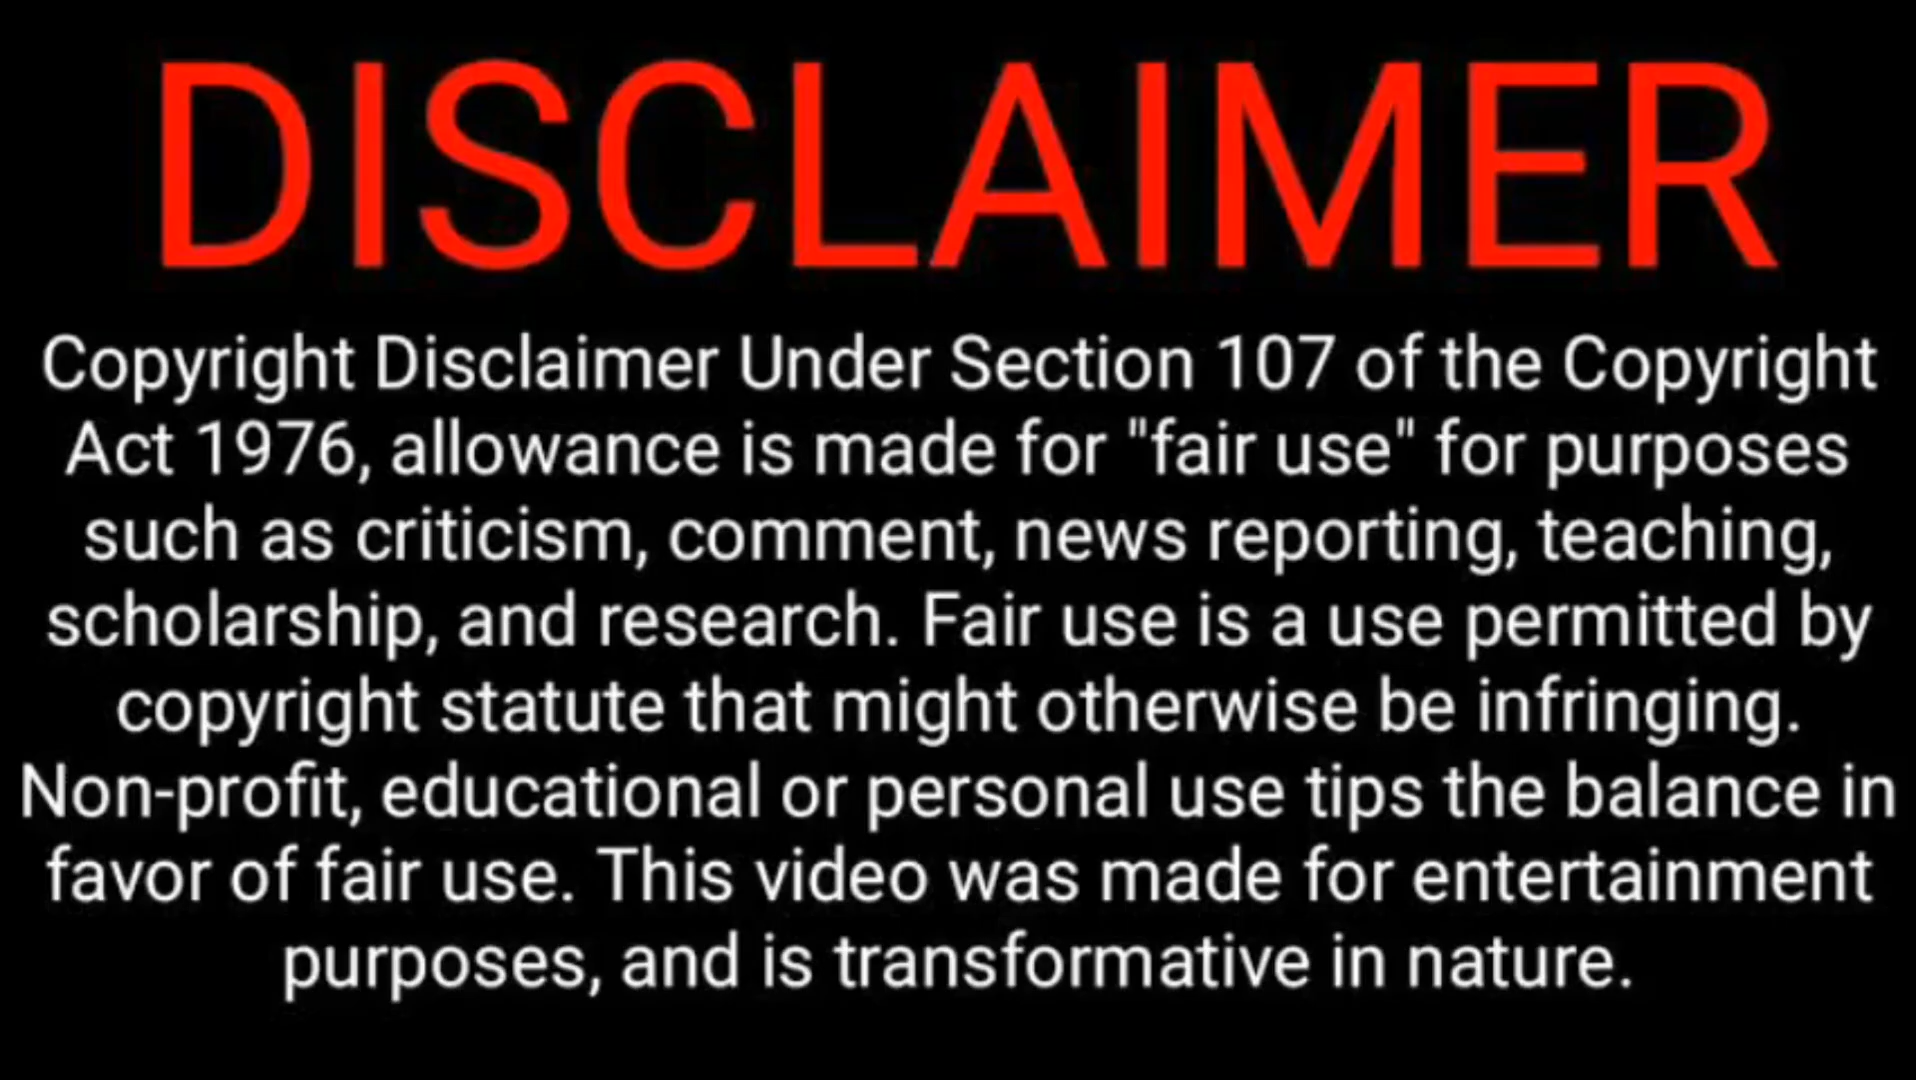 DISCLAIMER
Copyright Disclaimer Under Section 107 of the Copyright
Act 1976, allowance is made for "fair use" for purposes
such as criticism, comment, news reporting, teaching,
scholarship, and research. Fair use is a use permitted by
copyright statute that might otherwise be infringing.
Non-profit, educational or personal use tips the balance in
favor of fair use. This video was made for entertainment
purposes, and is transformative in nature.